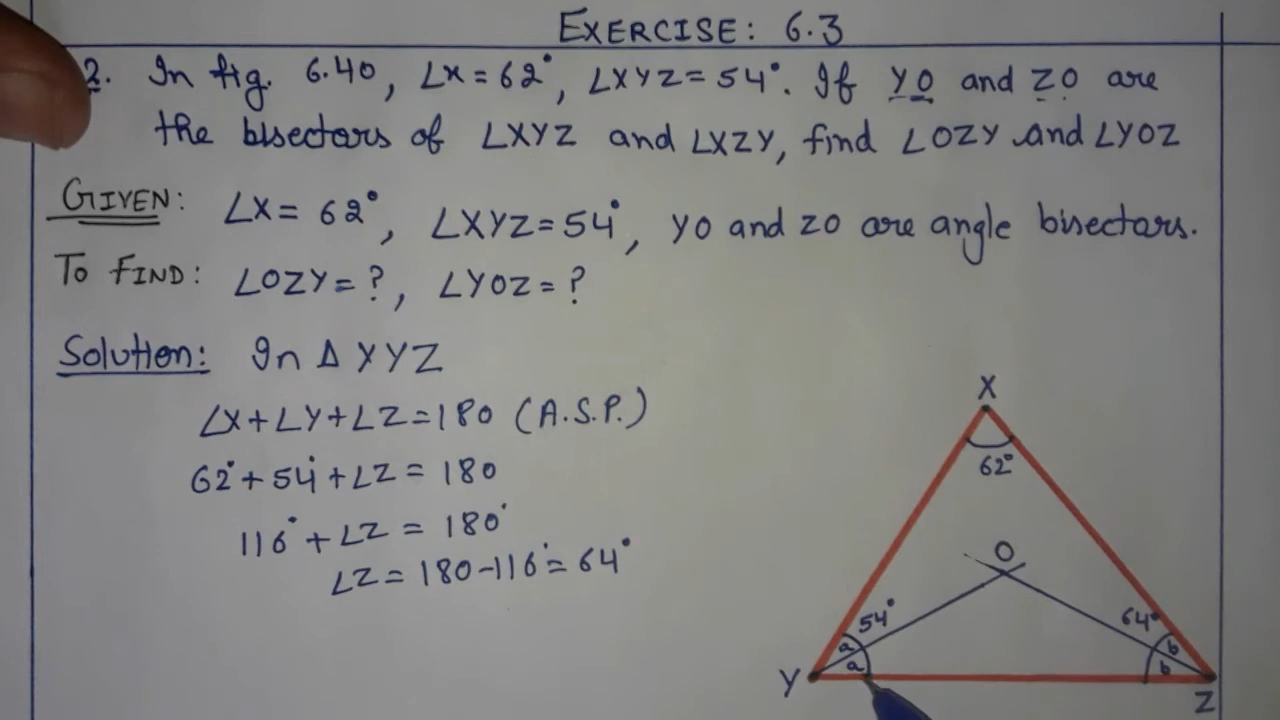 EXERCISE: 6.3
2. In fig. 6.40, ∠X = 62°, ∠XYZ = 54°. If YO and ZO are
the bisectors of ∠XYZ and ∠XZY, find ∠OZY and ∠YOZ
GIVEN: ∠X = 62°, ∠XYZ = 54°, YO and ZO are angle bisectors.
TO FIND: ∠OZY = ?, ∠YOZ = ?
Solution: In Δ XYZ
∠X + ∠Y + ∠Z = 180 (A.S.P.)
62° + 54° + ∠Z = 180
116° + ∠Z = 180°
∠Z = 180 - 116° = 64°
X
62°
O
54°
64°
a
b
a
b
Y
Z